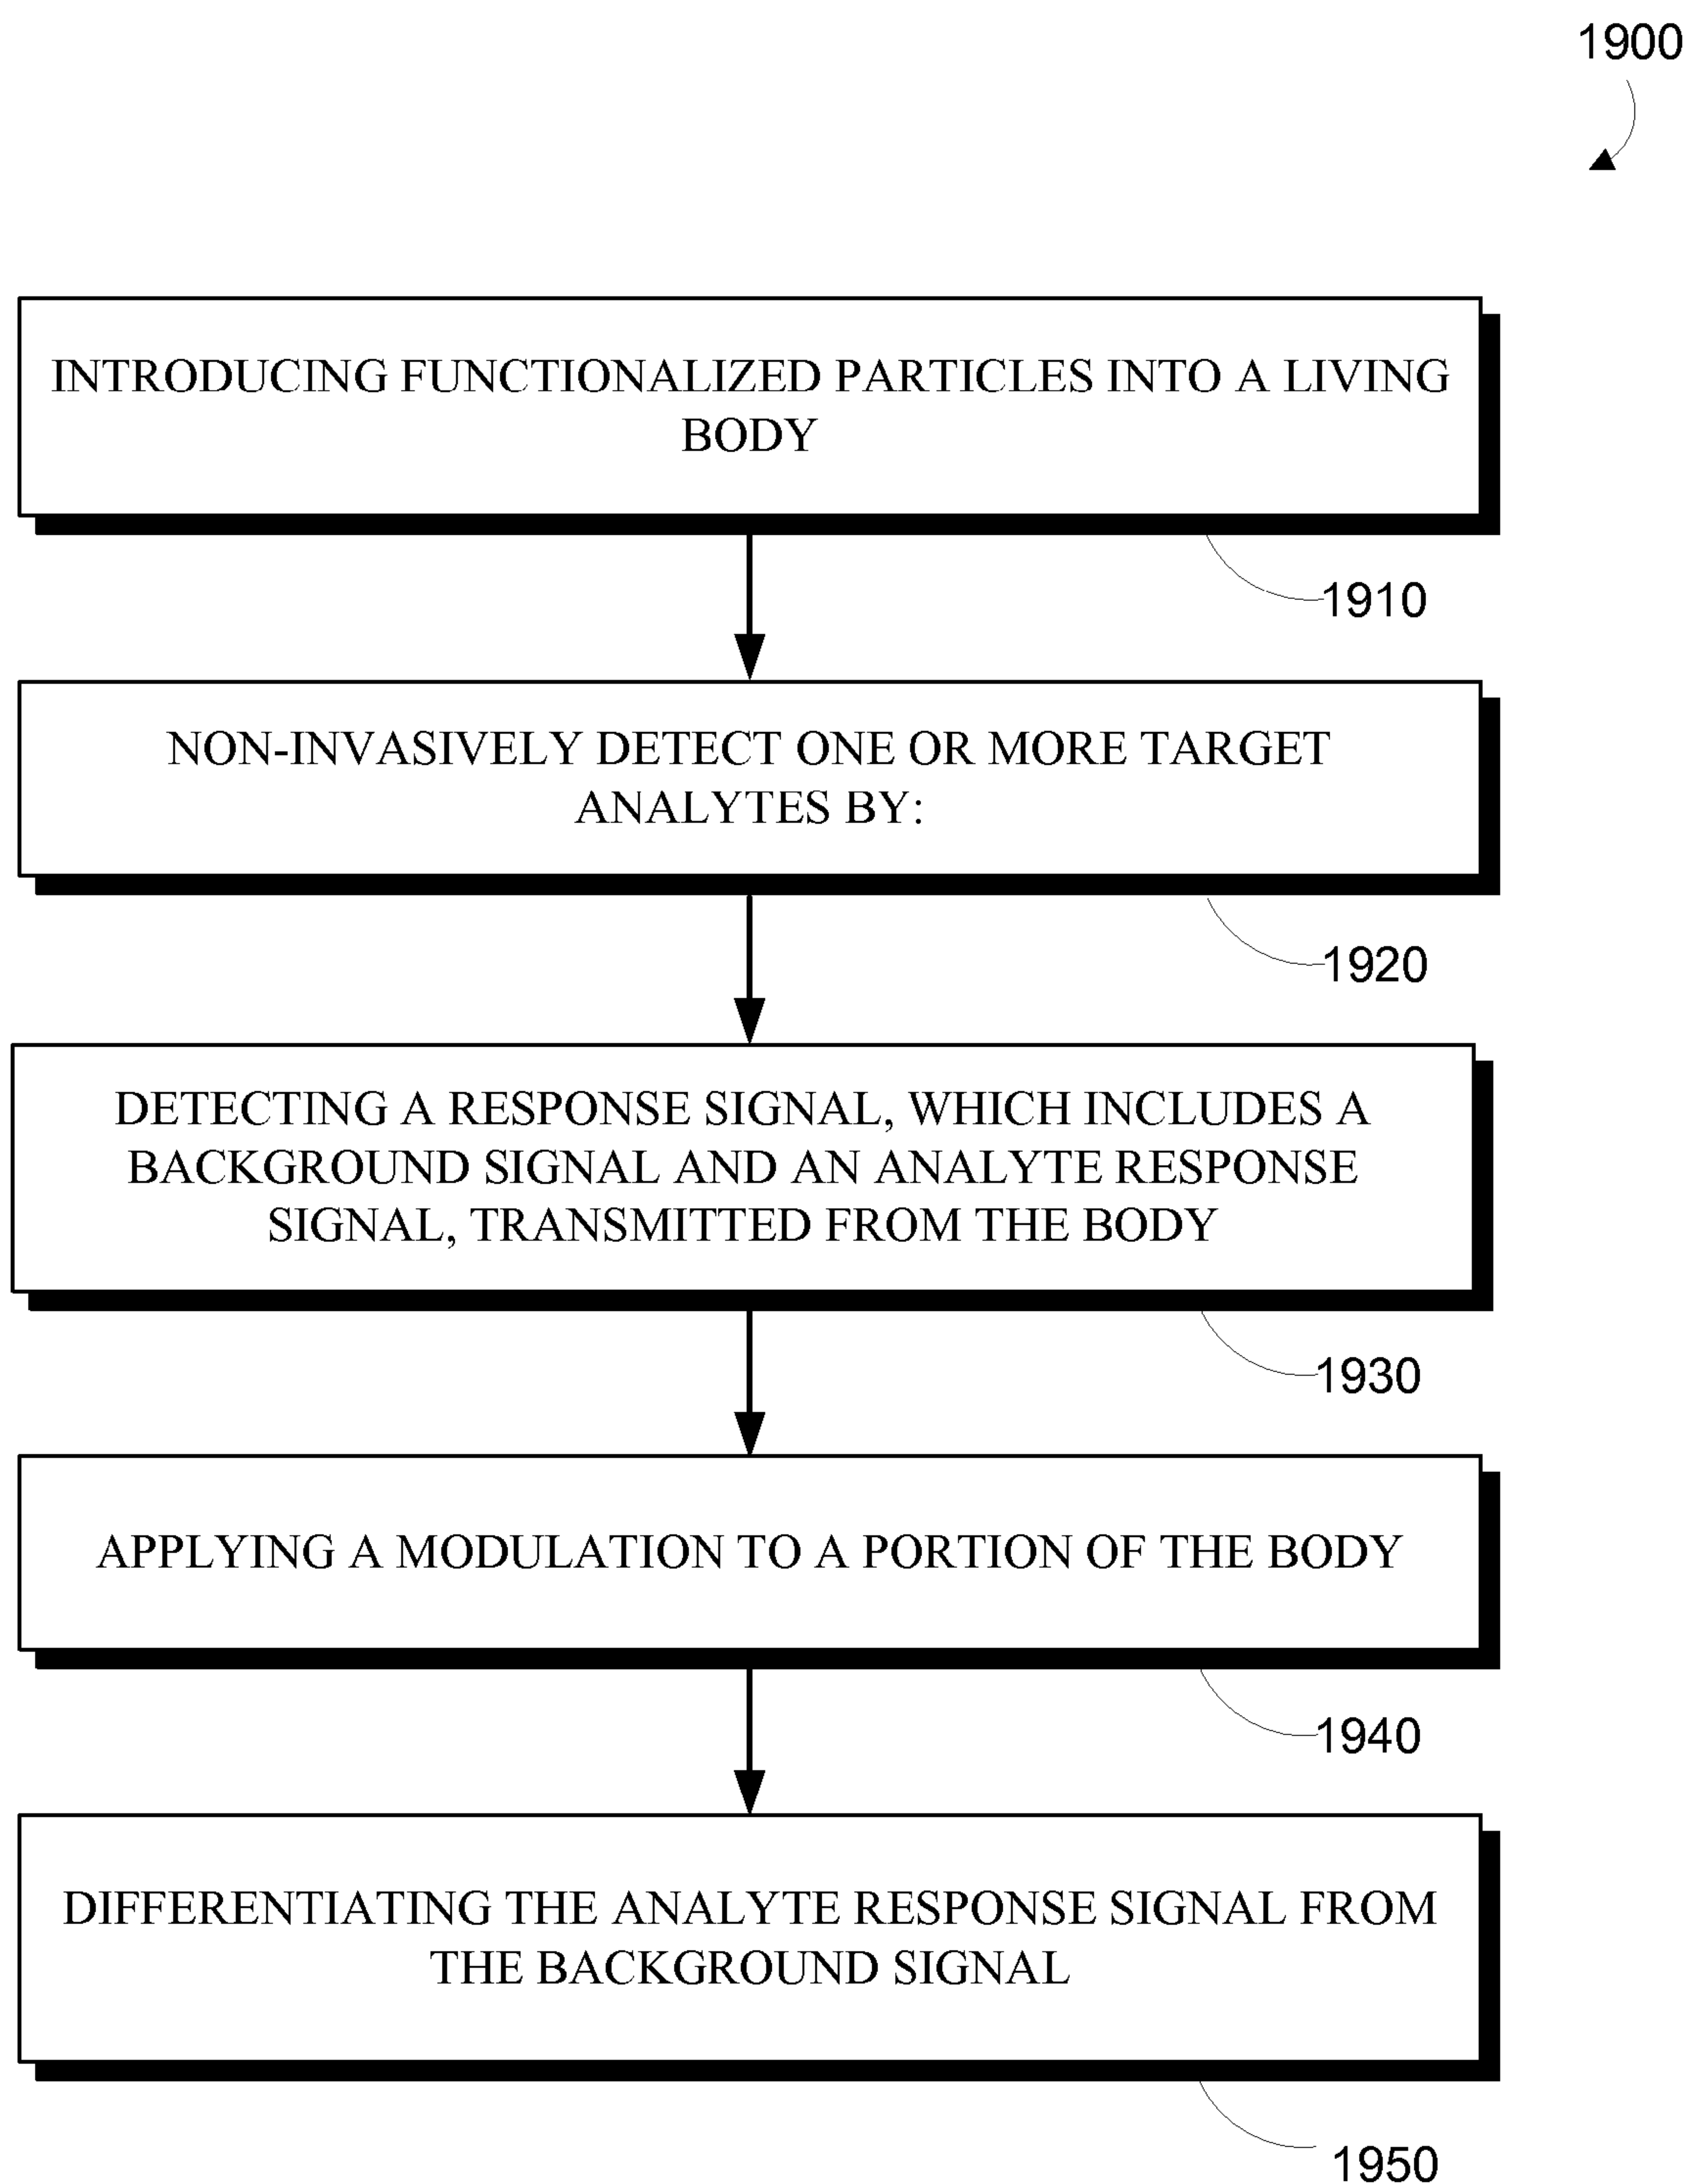 1900
INTRODUCING FUNCTIONALIZED PARTICLES INTO A LIVING
BODY
1910
NON-INVASIVELY DETECT ONE OR MORE TARGET
ANALYTES BY:
1920
DETECTING A RESPONSE SIGNAL, WHICH INCLUDES A
BACKGROUND SIGNAL AND AN ANALYTE RESPONSE
SIGNAL, TRANSMITTED FROM THE BODY
1930
APPLYING A MODULATION TO A PORTION OF THE BODY
1940
DIFFERENTIATING THE ANALYTE RESPONSE SIGNAL FROM
THE BACKGROUND SIGNAL
1950